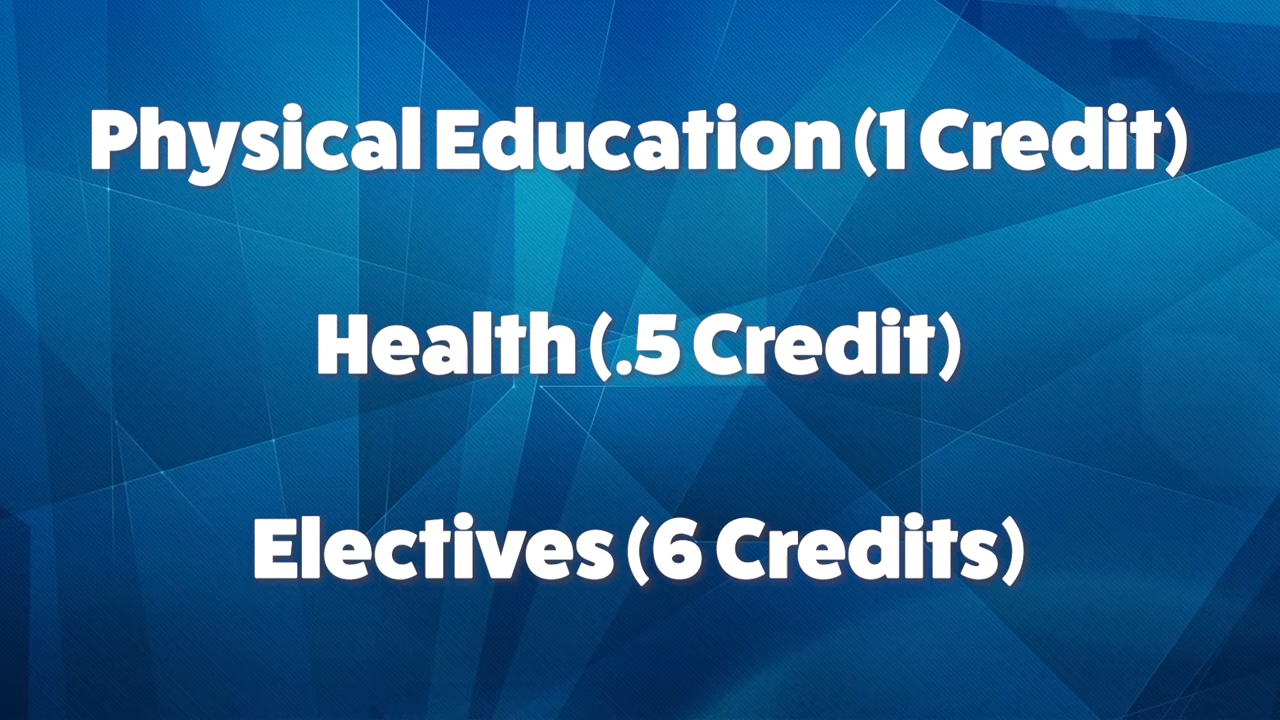 Physical Education (1 Credit)
Health (.5 Credit)
Electives (6 Credits)